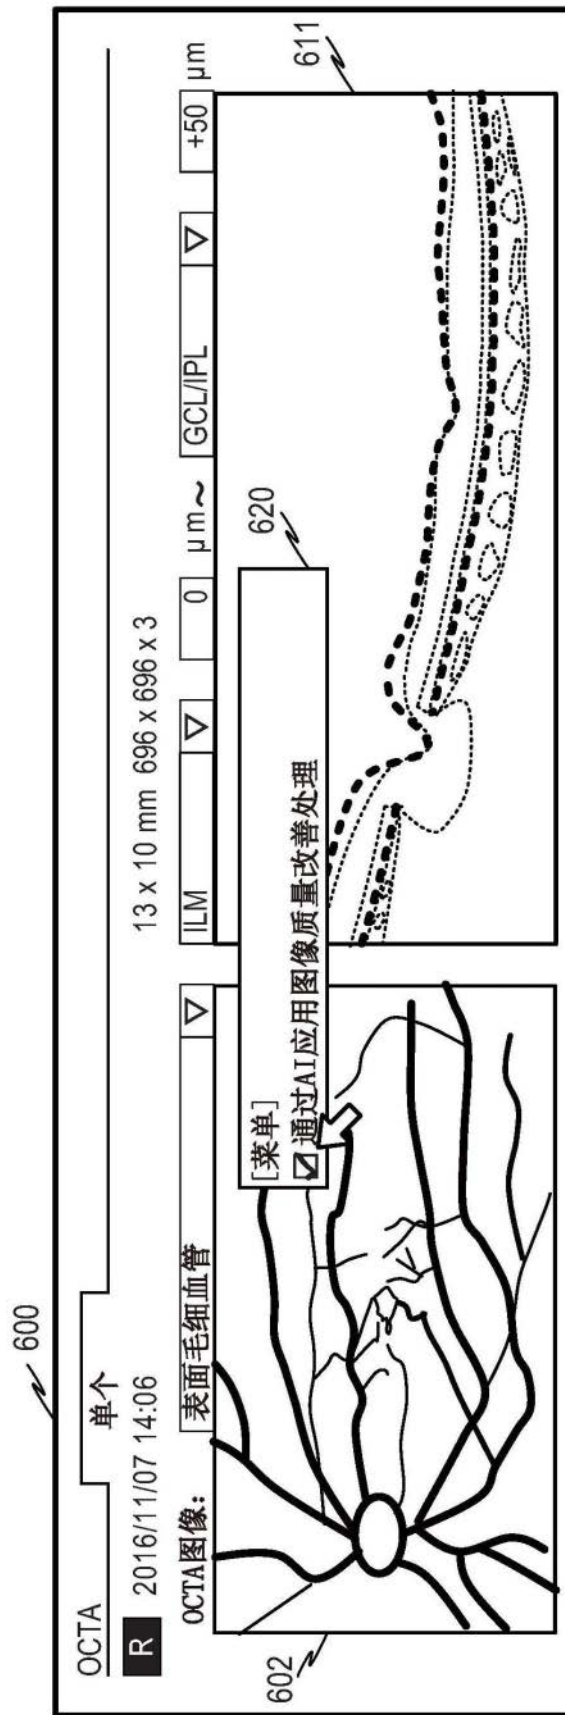 600
OCTA
单个
R 2016/11/07 14:06 13 x 10 mm 696 x 696 x 3
OCTA图像: 表面毛细血管 ▽ ILM ▽ 0 μm~ GCL/IPL ▽ +50 μm
[菜单]
☑通过AI应用图像质量改善处理
620
602
611